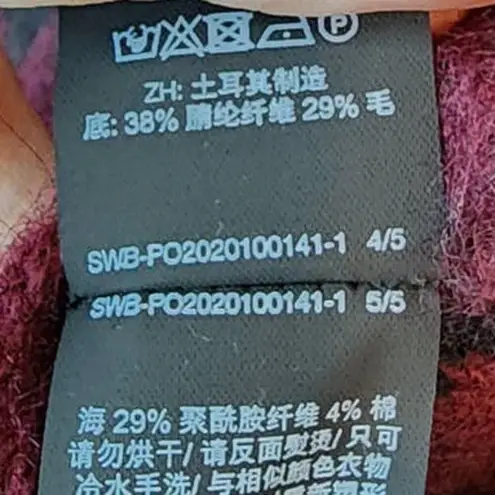 P
ZH: 土耳其制造
底: 38% 腈纶纤维 29% 毛
SWB-PO2020100141-1 4/5
SWB-PO2020100141-1 5/5
海 29% 聚酰胺纤维 4% 棉
请勿烘干/ 请反面熨烫/ 只可
冷水手洗/ 与相似颜色衣物